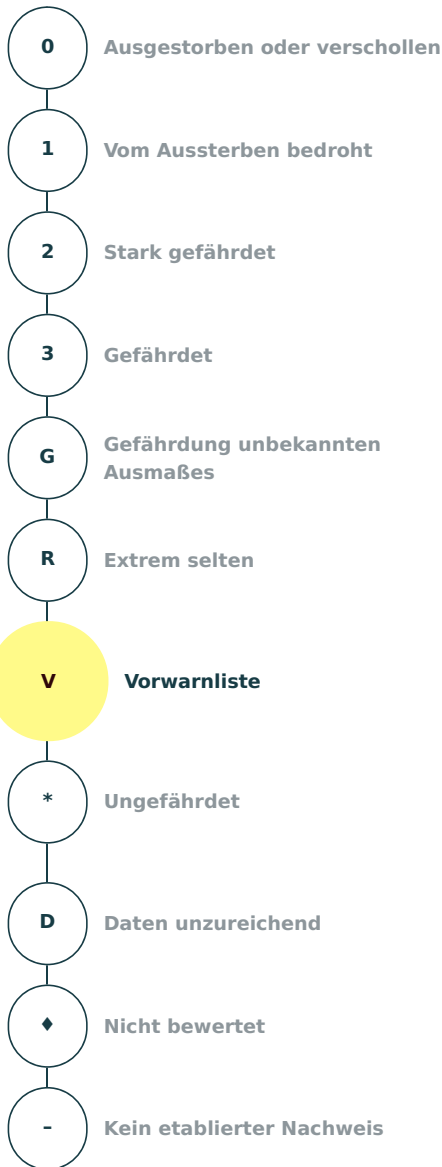 0 Ausgestorben oder verschollen
1 Vom Aussterben bedroht
2 Stark gefährdet
3 Gefährdet
G Gefährdung unbekannten
Ausmaßes
R Extrem selten
V Vorwarnliste
* Ungefährdet
D Daten unzureichend
♦ Nicht bewertet
– Kein etablierter Nachweis